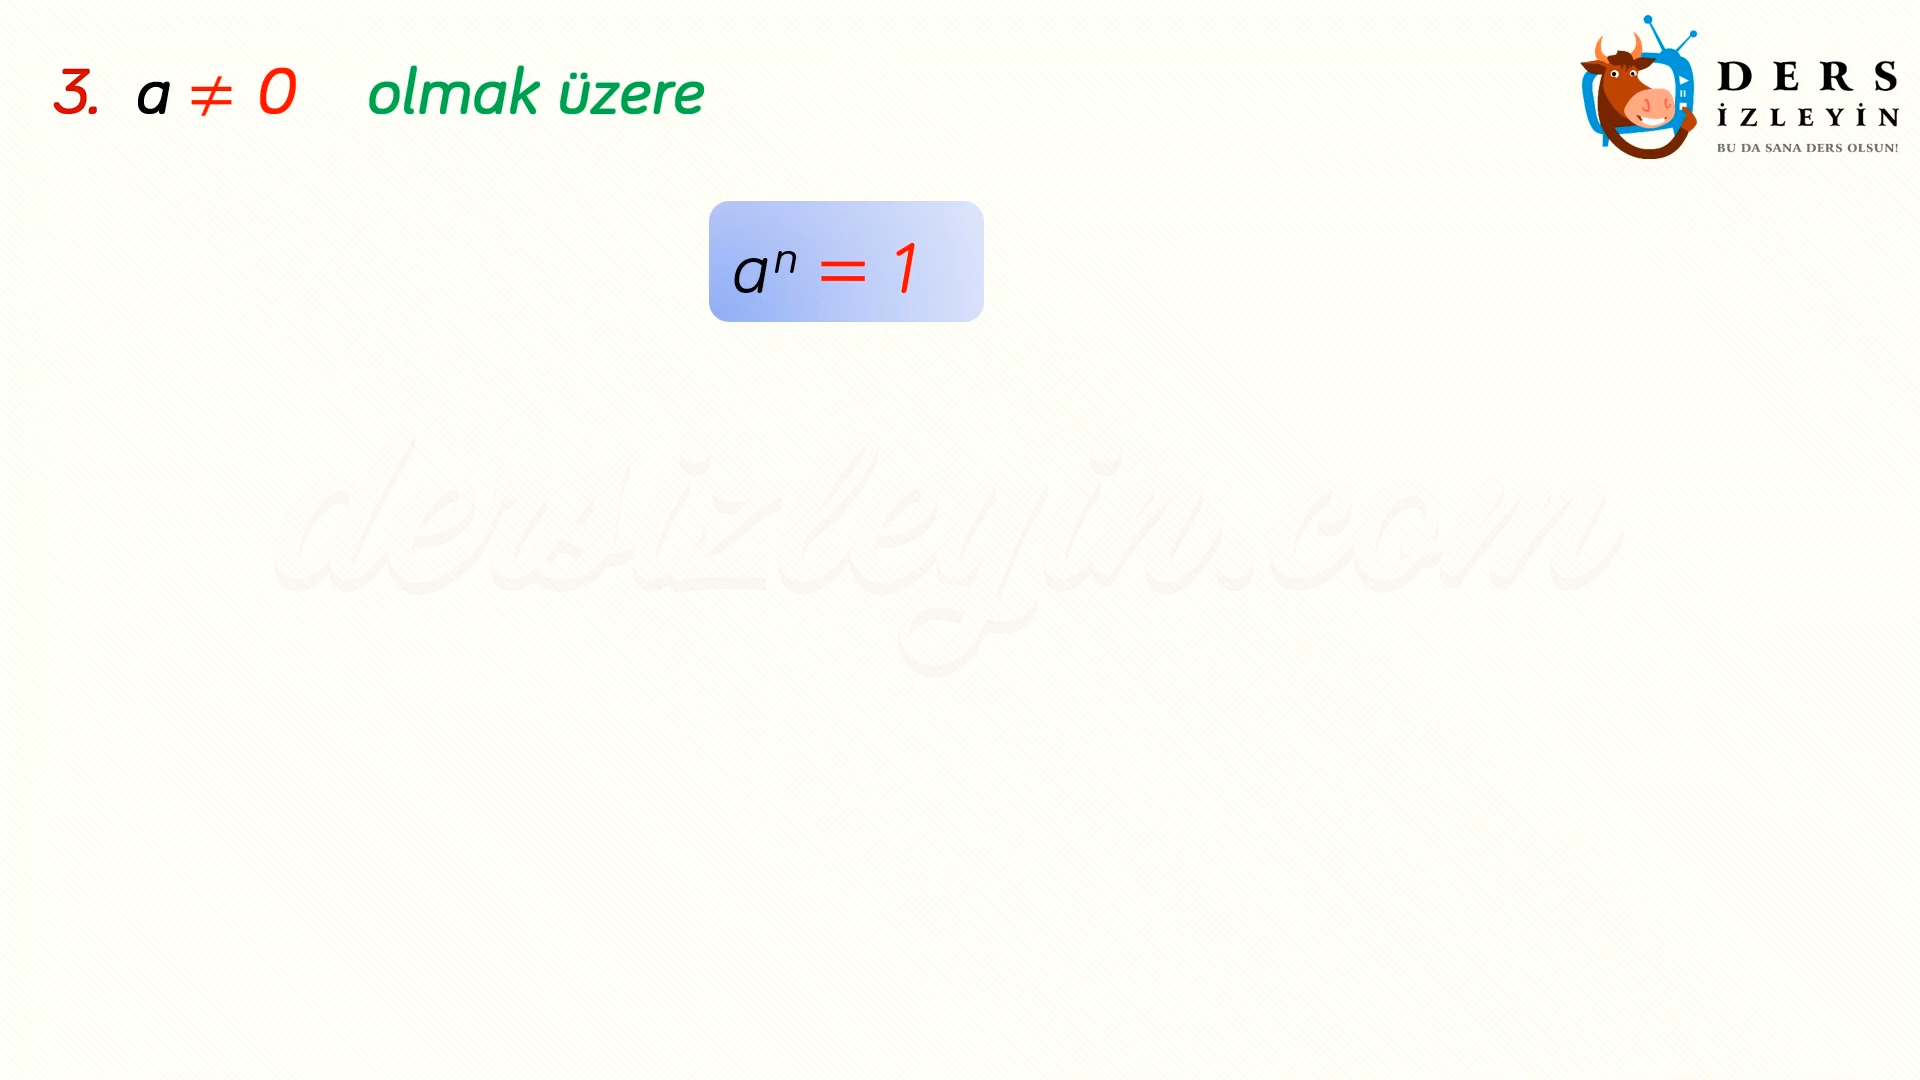 3. a ≠ 0 olmak üzere
DERS
İZLEYİN
BU DA SANA DERS OLSUN!
aⁿ = 1
dersizleyin.com